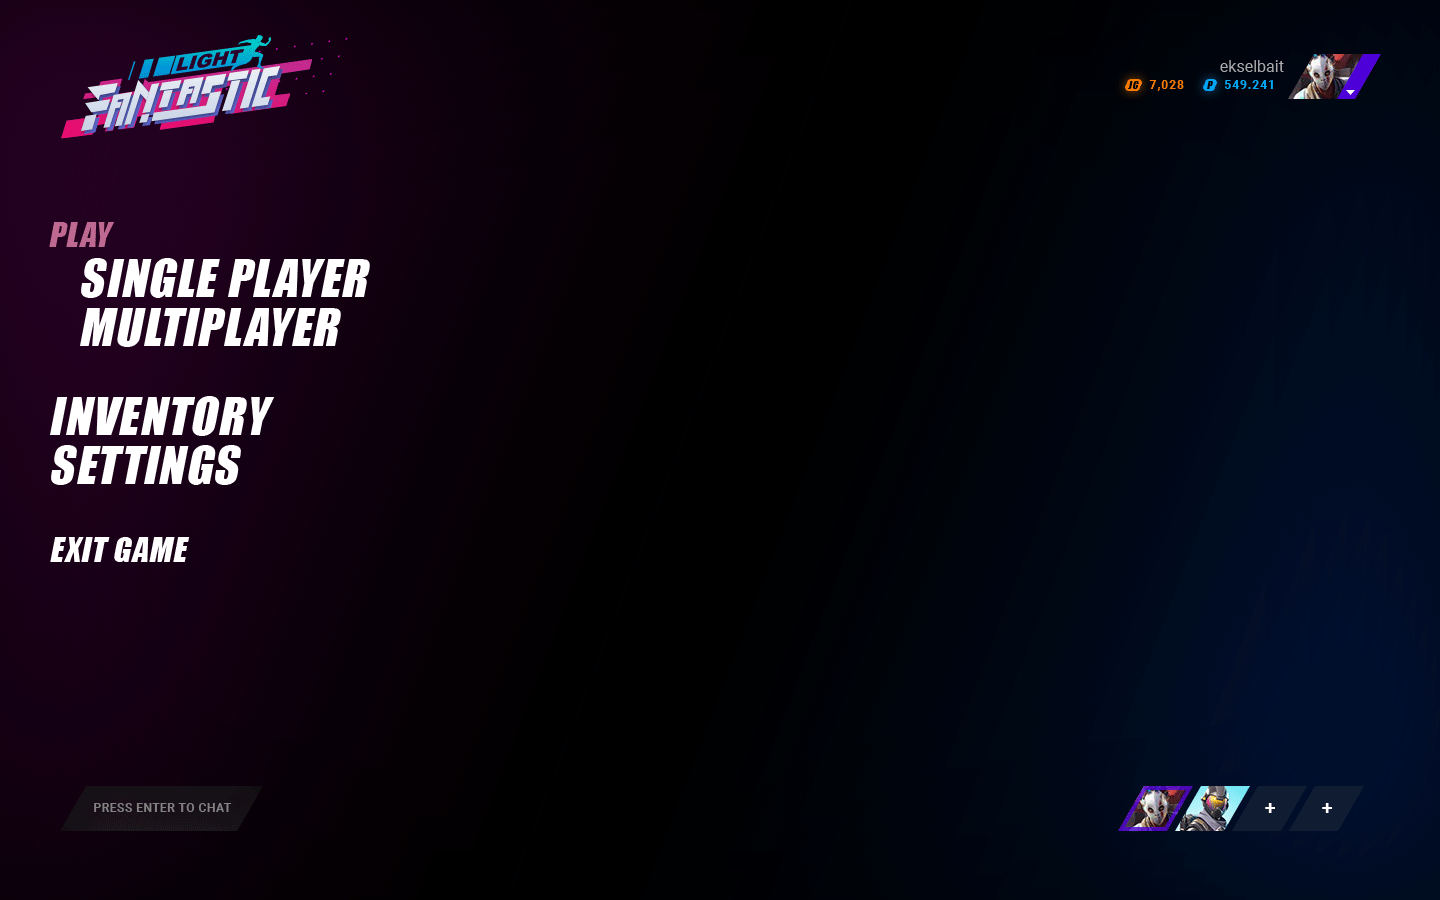 LIGHT
FANTASTIC
ekselbait
JG 7,028 P 549.241
PLAY
SINGLE PLAYER
MULTIPLAYER
INVENTORY
SETTINGS
EXIT GAME
PRESS ENTER TO CHAT
+ +